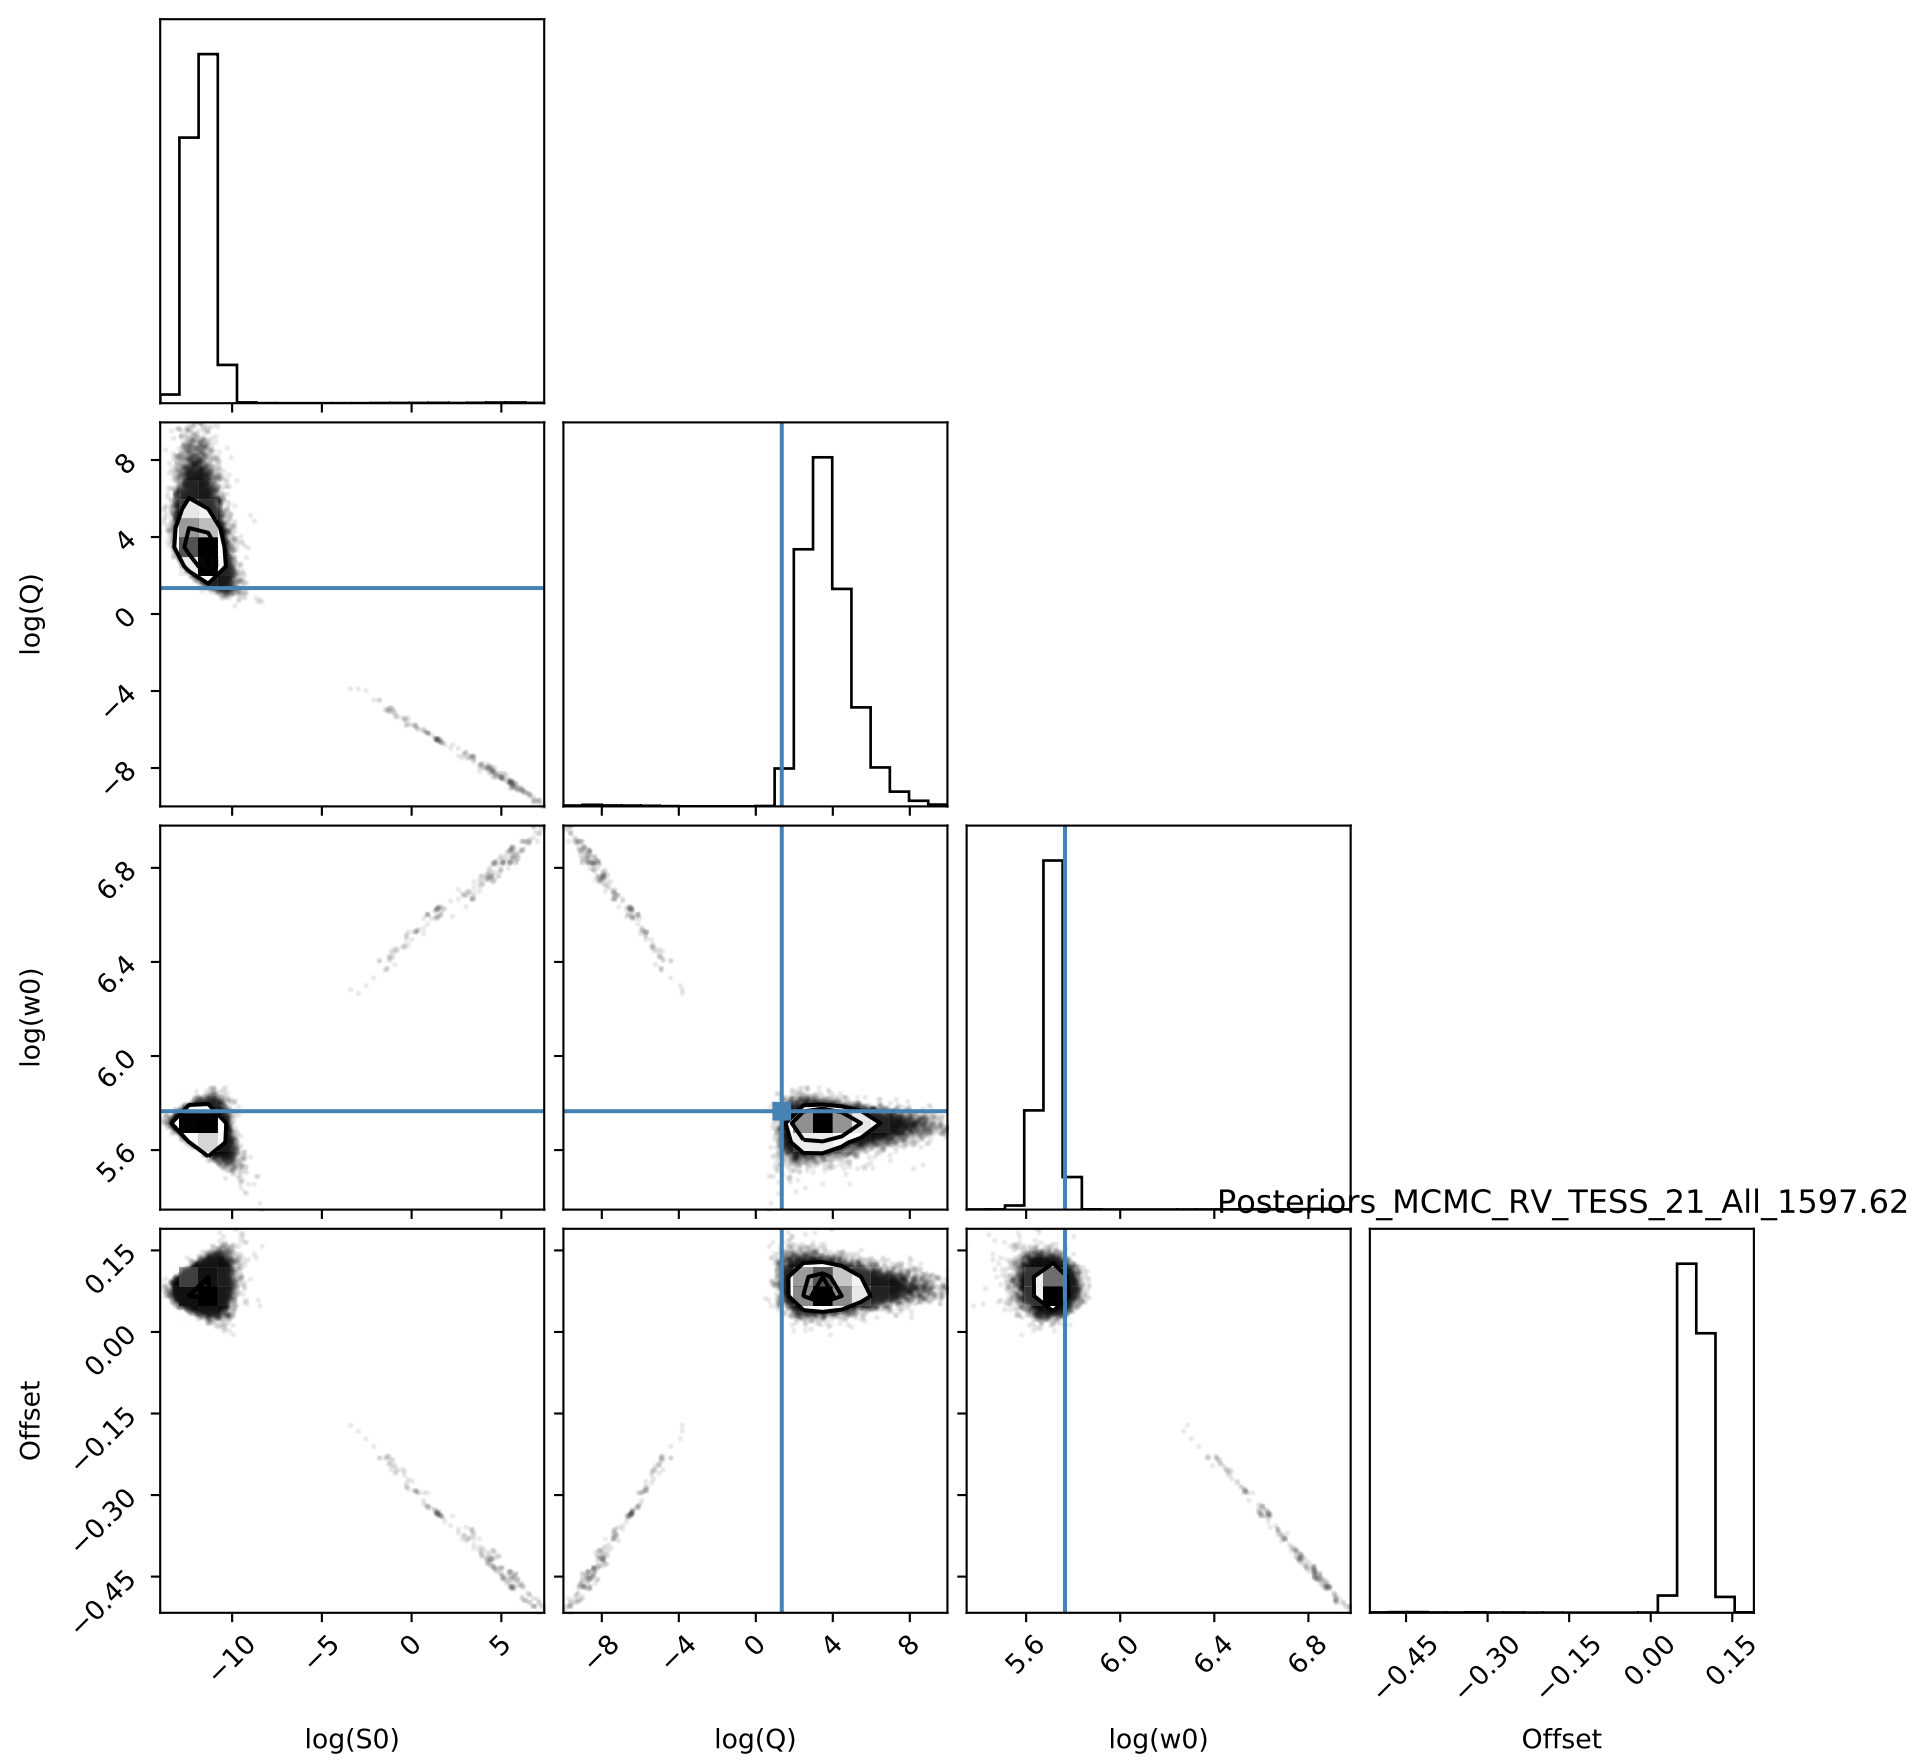 8
4
0
−4
−8
log(Q)
6.8
6.4
6.0
5.6
log(w0)
Posteriors_MCMC_RV_TESS_21_All_1597.62
0.15
0.00
−0.15
−0.30
−0.45
Offset
−10 −5 0 5
−8 −4 0 4 8
5.6 6.0 6.4 6.8
−0.45 −0.30 −0.15 0.00 0.15
log(S0) log(Q) log(w0) Offset